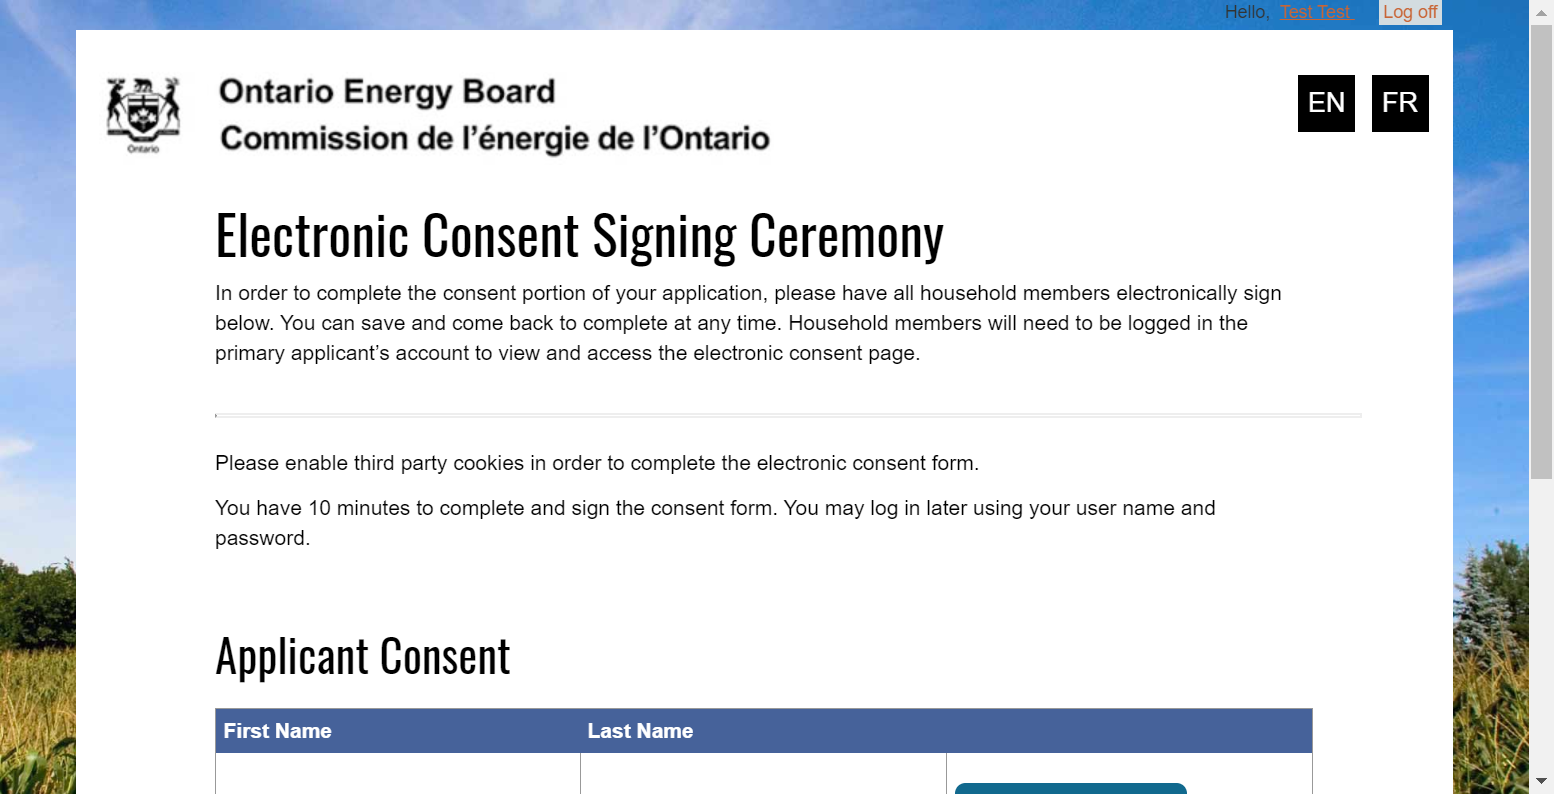 Hello, Test Test Log off
Ontario
Ontario Energy Board
Commission de l'énergie de l'Ontario
EN FR
Electronic Consent Signing Ceremony
In order to complete the consent portion of your application, please have all household members electronically sign
below. You can save and come back to complete at any time. Household members will need to be logged in the
primary applicant’s account to view and access the electronic consent page.
Please enable third party cookies in order to complete the electronic consent form.
You have 10 minutes to complete and sign the consent form. You may log in later using your user name and
password.
Applicant Consent
First Name Last Name